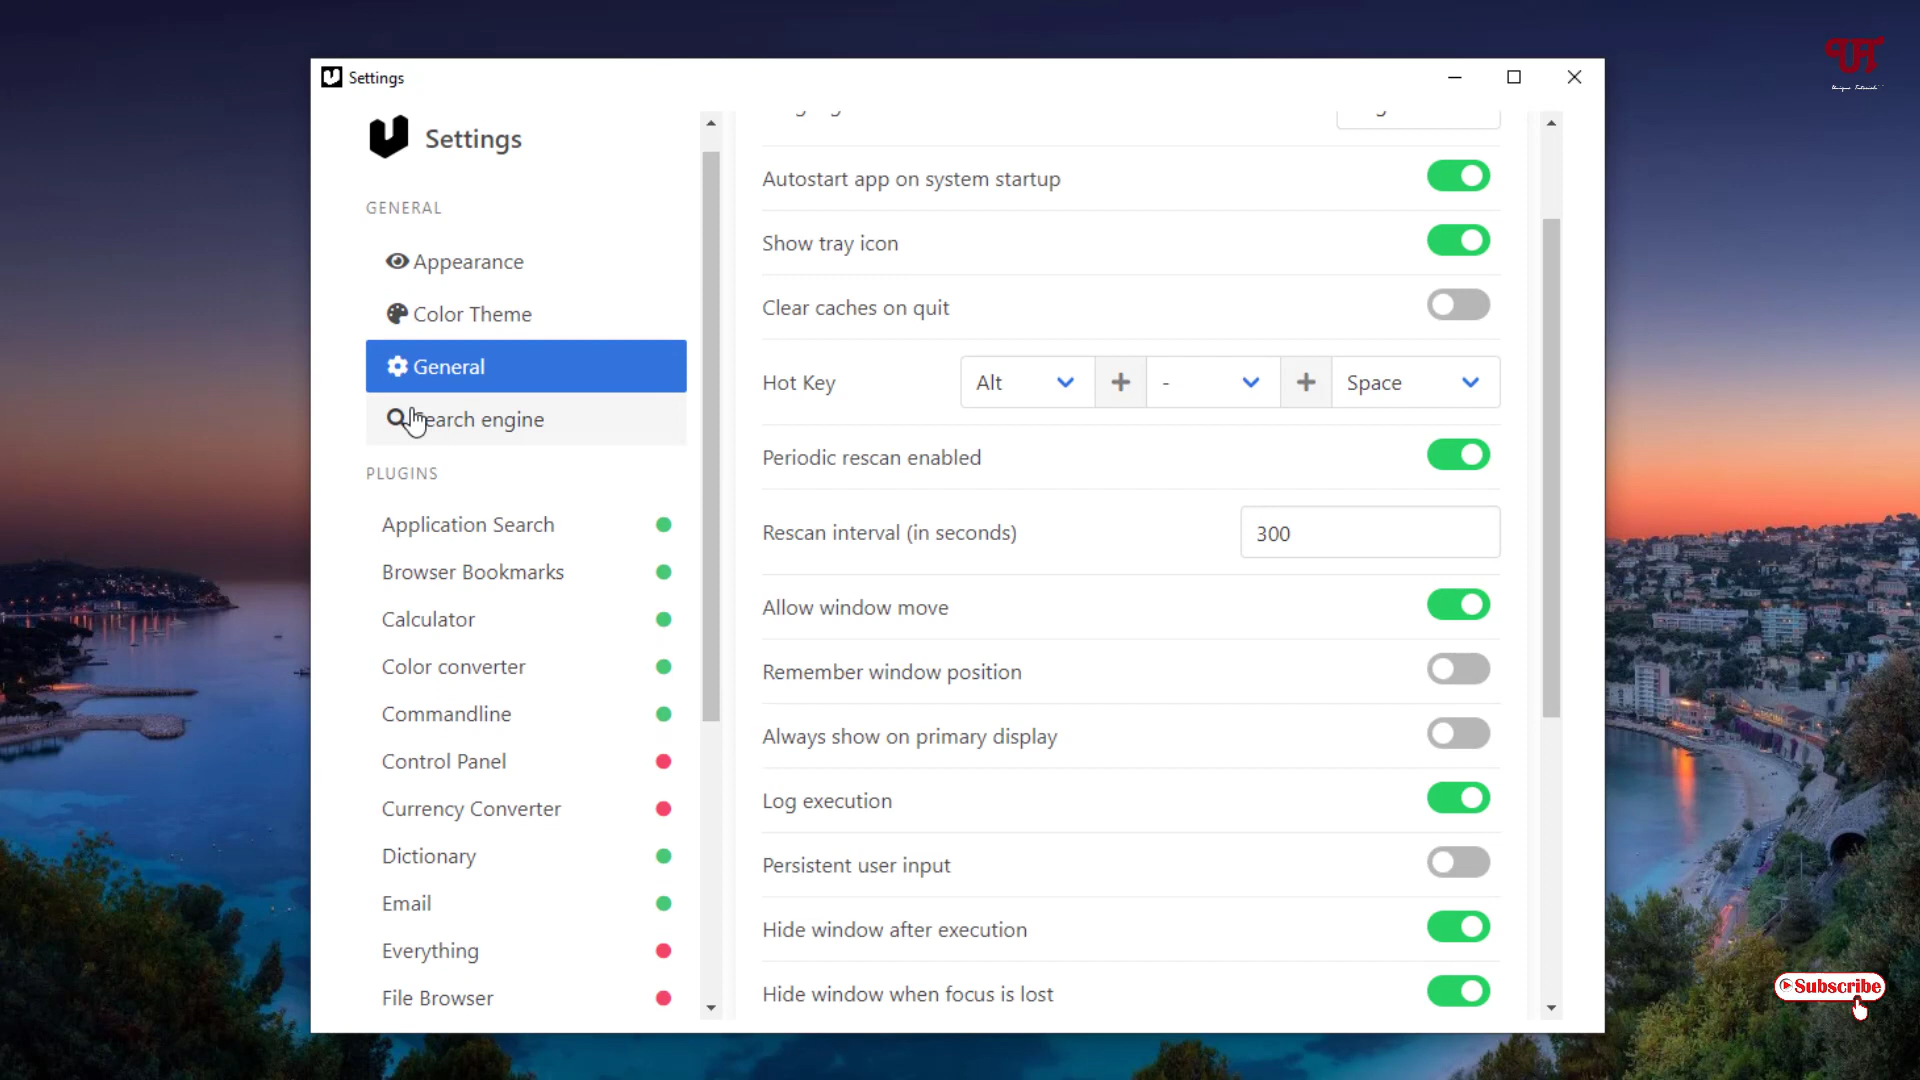 Settings
Settings
GENERAL
Appearance
Color Theme
General
earch engine
PLUGINS
Application Search
Browser Bookmarks
Calculator
Color converter
Commandline
Control Panel
Currency Converter
Dictionary
Email
Everything
File Browser
Autostart app on system startup
Show tray icon
Clear caches on quit
Hot Key Alt + - + Space
Periodic rescan enabled
Rescan interval (in seconds) 300
Allow window move
Remember window position
Always show on primary display
Log execution
Persistent user input
Hide window after execution
Hide window when focus is lost
Subscribe